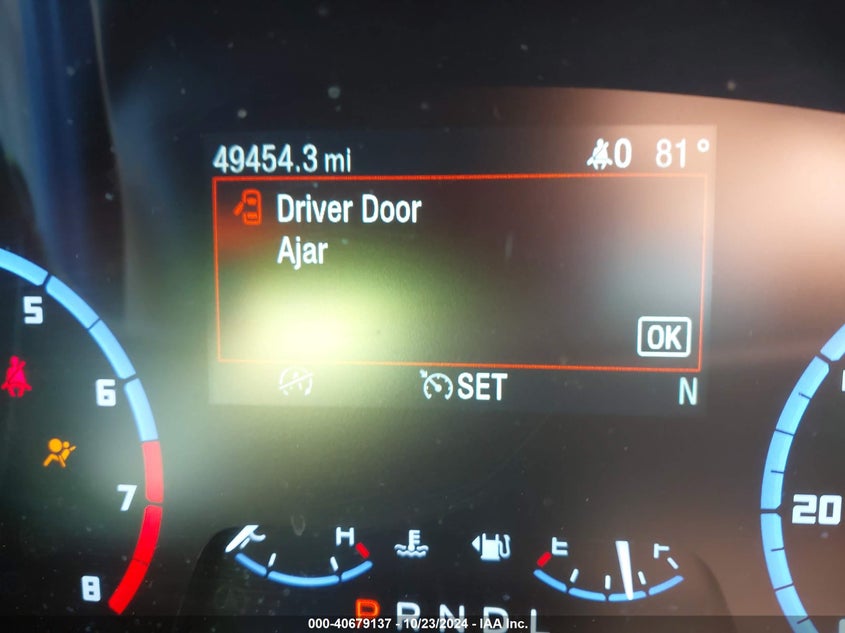 49454.3 mi 0 81°
Driver Door
Ajar
OK
SET N
5
6
7
8
20
H E F
P R N D L
000-40679137 - 10/23/2024 - IAA Inc.